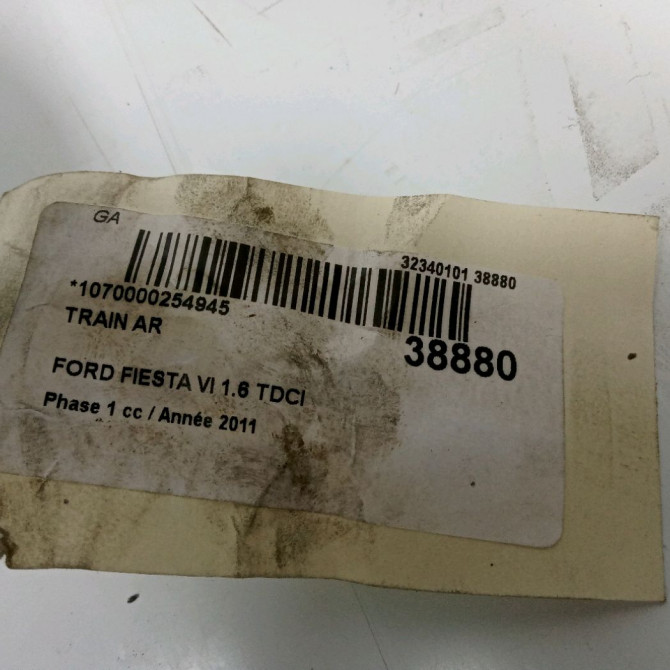 GA
32340101 38880
*1070000254945
TRAIN AR
38880
FORD FIESTA VI 1.6 TDCI
Phase 1 cc / Année 2011